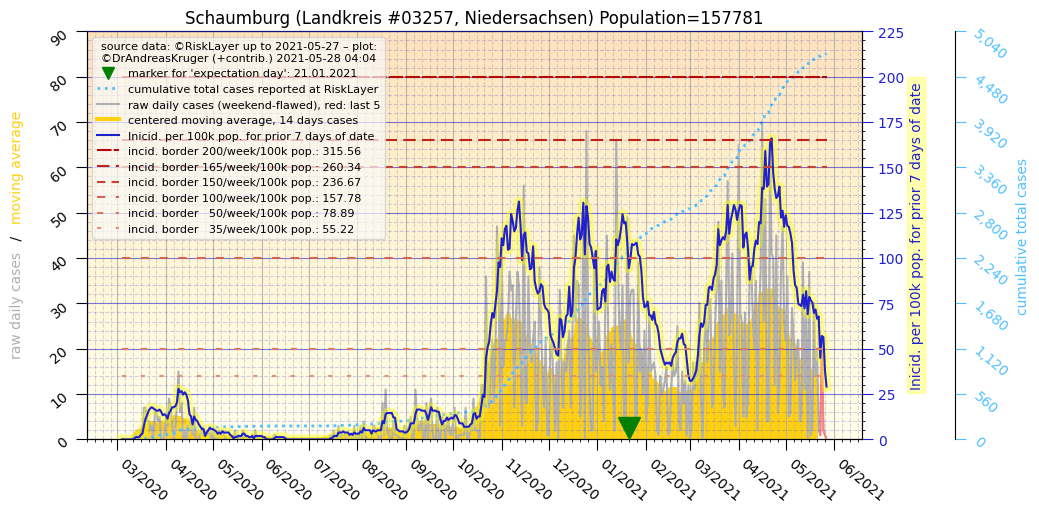 Schaumburg (Landkreis #03257, Niedersachsen) Population=157781
source data: ©RiskLayer up to 2021-05-27 – plot:
©DrAndreasKruger (+contrib.) 2021-05-28 04:04
marker for 'expectation day': 21.01.2021
cumulative total cases reported at RiskLayer
raw daily cases (weekend-flawed), red: last 5
centered moving average, 14 days cases
Inicid. per 100k pop. for prior 7 days of date
incid. border 200/week/100k pop.: 315.56
incid. border 165/week/100k pop.: 260.34
incid. border 150/week/100k pop.: 236.67
incid. border 100/week/100k pop.: 157.78
incid. border 50/week/100k pop.: 78.89
incid. border 35/week/100k pop.: 55.22
raw daily cases / moving average
90
80
70
60
50
40
30
20
10
0
03/2020
04/2020
05/2020
06/2020
07/2020
08/2020
09/2020
10/2020
11/2020
12/2020
01/2021
02/2021
03/2021
04/2021
05/2021
06/2021
225
200
175
150
125
100
75
50
25
0
Inicid. per 100k pop. for prior 7 days of date
5,040
4,480
3,920
3,360
2,800
2,240
1,680
1,120
560
0
cumulative total cases